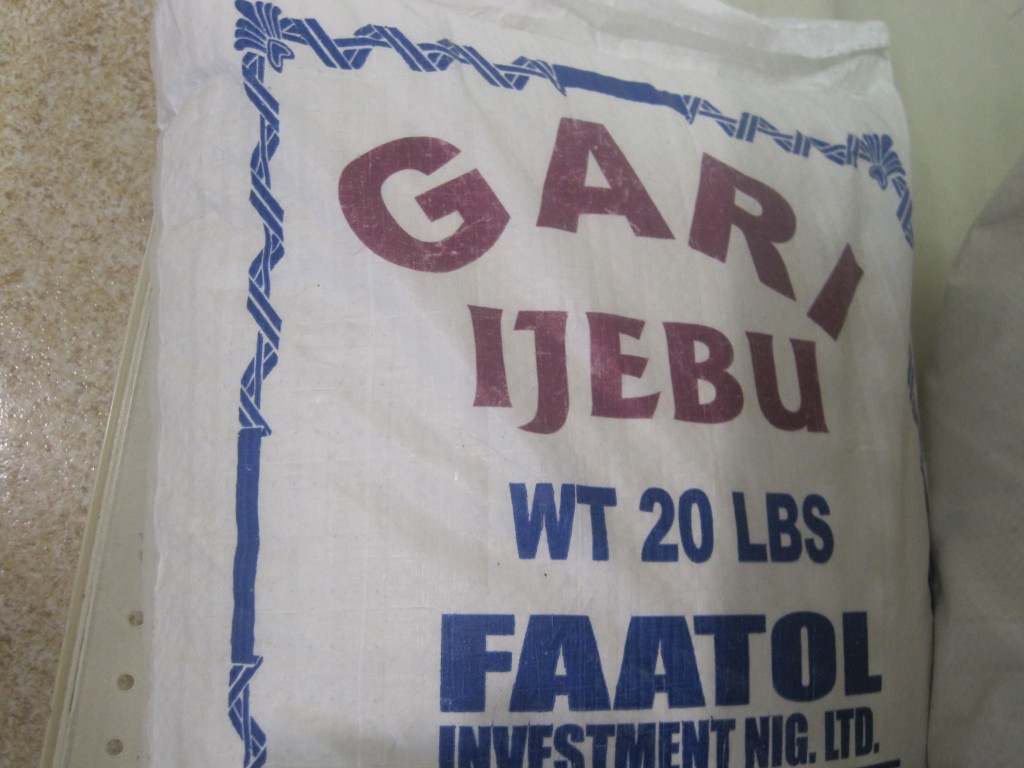 GARI
IJEBU
WT 20 LBS
FAATOL
INVESTMENT NIG. LTD.